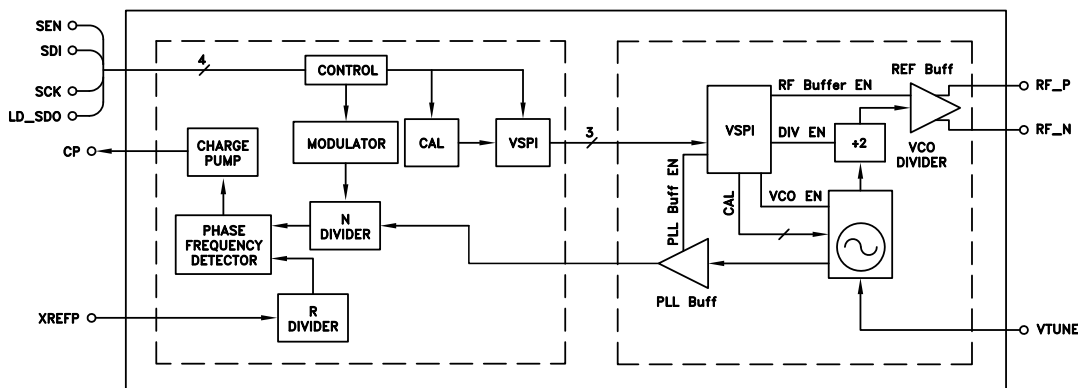 SEN
SDI
SCK
LD_SDO
CP
XREFP
4
CONTROL
MODULATOR
CAL
VSPI
CHARGE
PUMP
PHASE
FREQUENCY
DETECTOR
N
DIVIDER
R
DIVIDER
3
VSPI
RF Buffer EN
DIV EN
VCO EN
CAL
PLL Buff EN
PLL Buff
REF Buff
÷2
VCO
DIVIDER
RF_P
RF_N
VTUNE